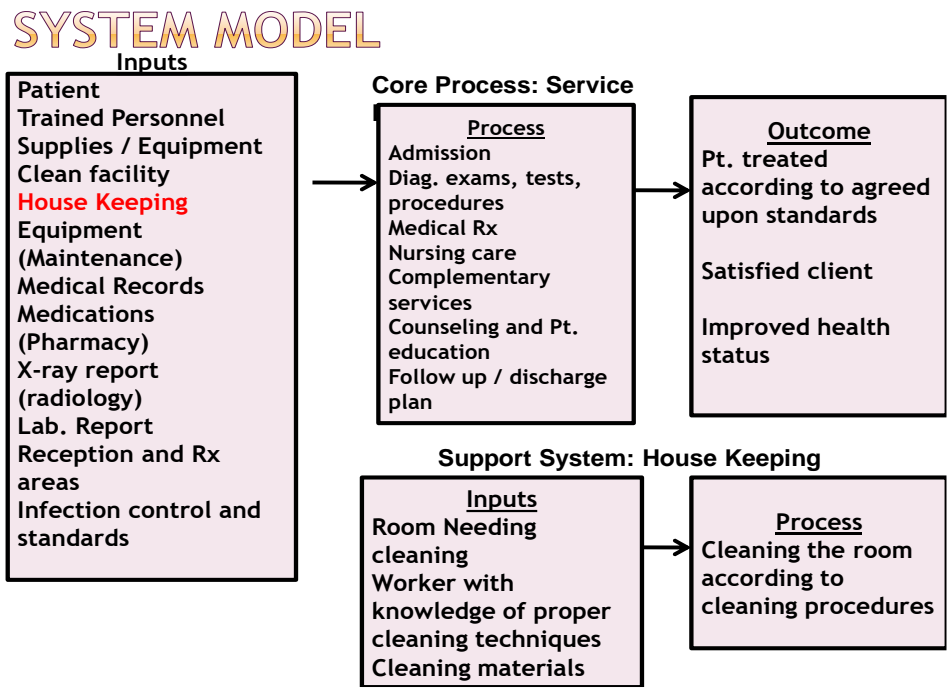 SYSTEM MODEL
Inputs
Patient
Trained Personnel
Supplies / Equipment
Clean facility
House Keeping
Equipment
(Maintenance)
Medical Records
Medications
(Pharmacy)
X-ray report
(radiology)
Lab. Report
Reception and Rx
areas
Infection control and
standards
Core Process: Service
Process
Admission
Diag. exams, tests,
procedures
Medical Rx
Nursing care
Complementary
services
Counseling and Pt.
education
Follow up / discharge
plan
Outcome
Pt. treated
according to agreed
upon standards
Satisfied client
Improved health
status
Support System: House Keeping
Inputs
Room Needing
cleaning
Worker with
knowledge of proper
cleaning techniques
Cleaning materials
Process
Cleaning the room
according to
cleaning procedures